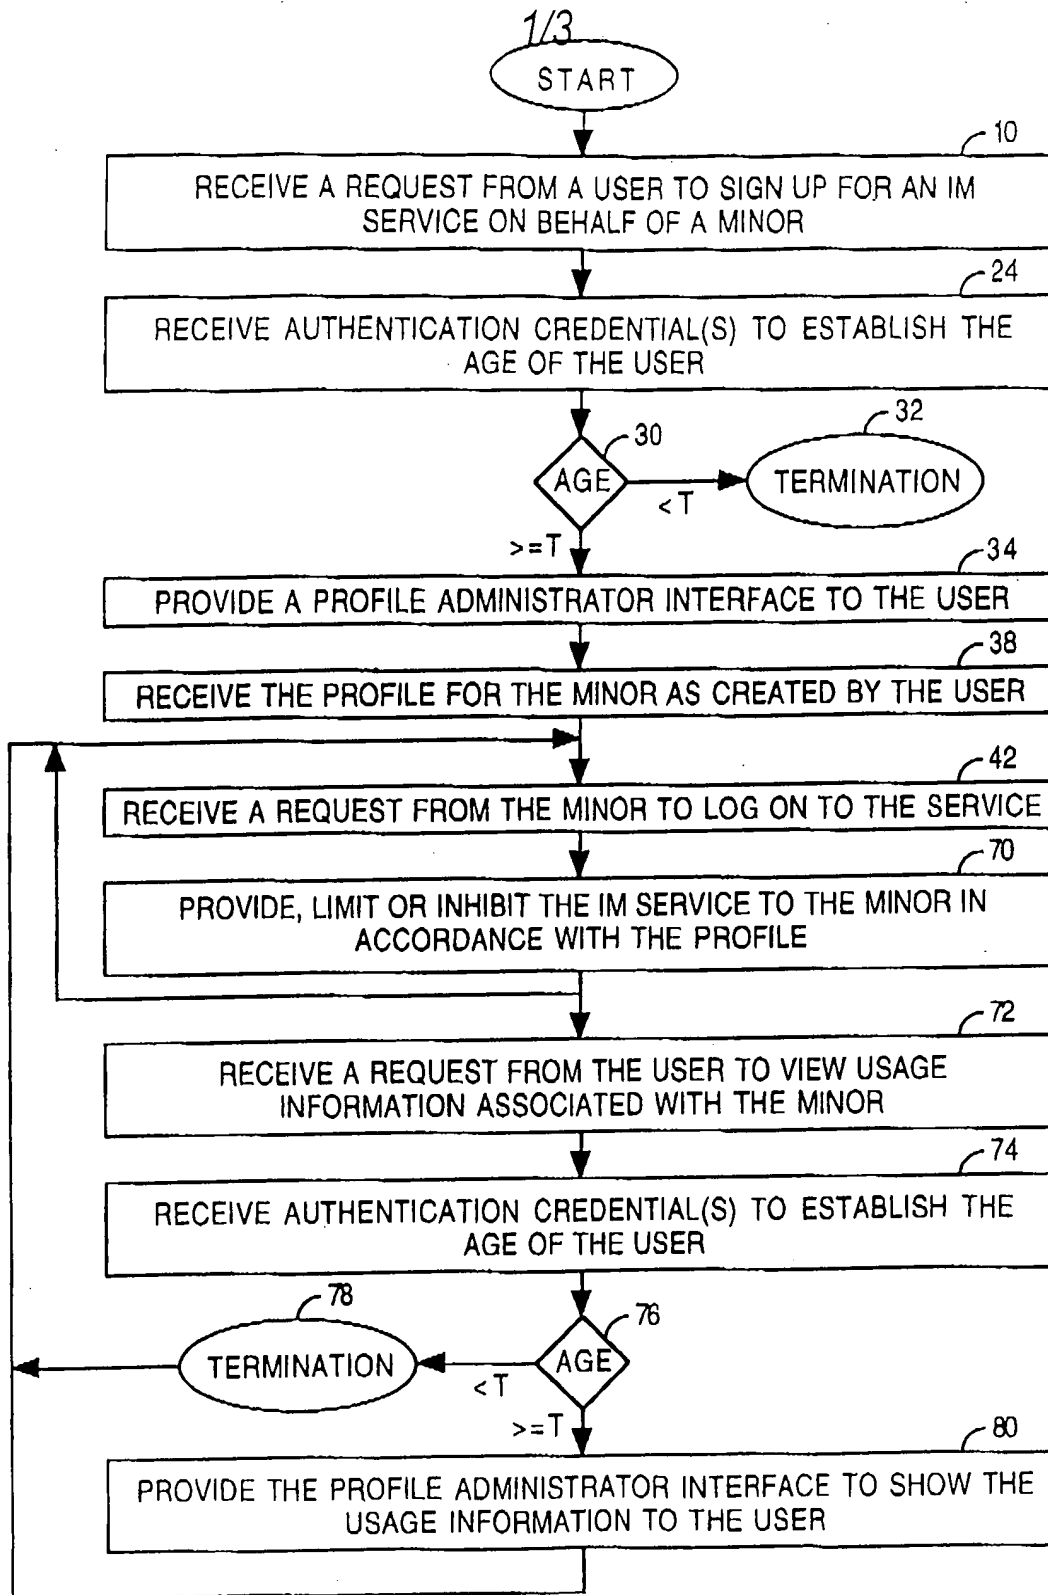 1/3
START
10
RECEIVE A REQUEST FROM A USER TO SIGN UP FOR AN IM
SERVICE ON BEHALF OF A MINOR
24
RECEIVE AUTHENTICATION CREDENTIAL(S) TO ESTABLISH THE
AGE OF THE USER
30
32
AGE
TERMINATION
<T
>=T
34
PROVIDE A PROFILE ADMINISTRATOR INTERFACE TO THE USER
38
RECEIVE THE PROFILE FOR THE MINOR AS CREATED BY THE USER
42
RECEIVE A REQUEST FROM THE MINOR TO LOG ON TO THE SERVICE
70
PROVIDE, LIMIT OR INHIBIT THE IM SERVICE TO THE MINOR IN
ACCORDANCE WITH THE PROFILE
72
RECEIVE A REQUEST FROM THE USER TO VIEW USAGE
INFORMATION ASSOCIATED WITH THE MINOR
74
RECEIVE AUTHENTICATION CREDENTIAL(S) TO ESTABLISH THE
AGE OF THE USER
78
76
TERMINATION
AGE
<T
>=T
80
PROVIDE THE PROFILE ADMINISTRATOR INTERFACE TO SHOW THE
USAGE INFORMATION TO THE USER